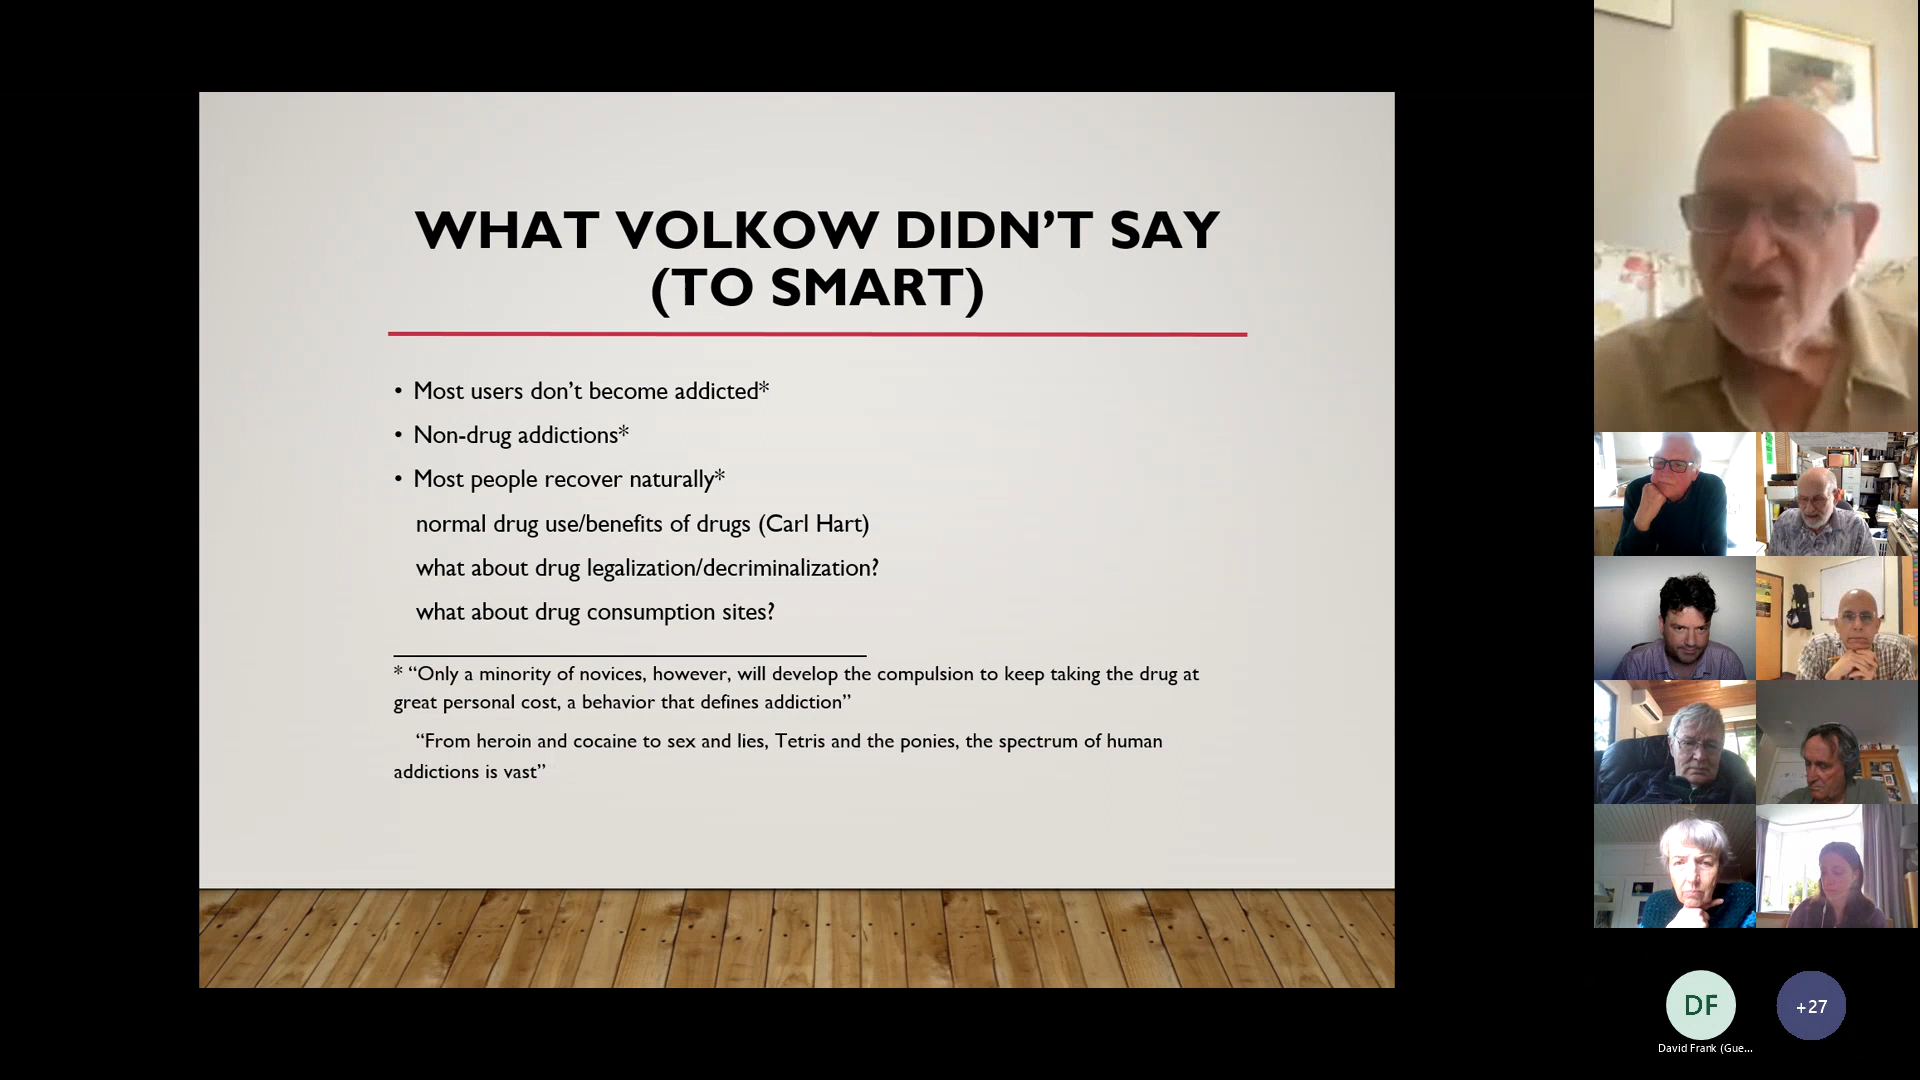 WHAT VOLKOW DIDN’T SAY
(TO SMART)
• Most users don’t become addicted*
• Non-drug addictions*
• Most people recover naturally*
normal drug use/benefits of drugs (Carl Hart)
what about drug legalization/decriminalization?
what about drug consumption sites?
* “Only a minority of novices, however, will develop the compulsion to keep taking the drug at
great personal cost, a behavior that defines addiction”
“From heroin and cocaine to sex and lies, Tetris and the ponies, the spectrum of human
addictions is vast”
DF
+27
David Frank (Gue...